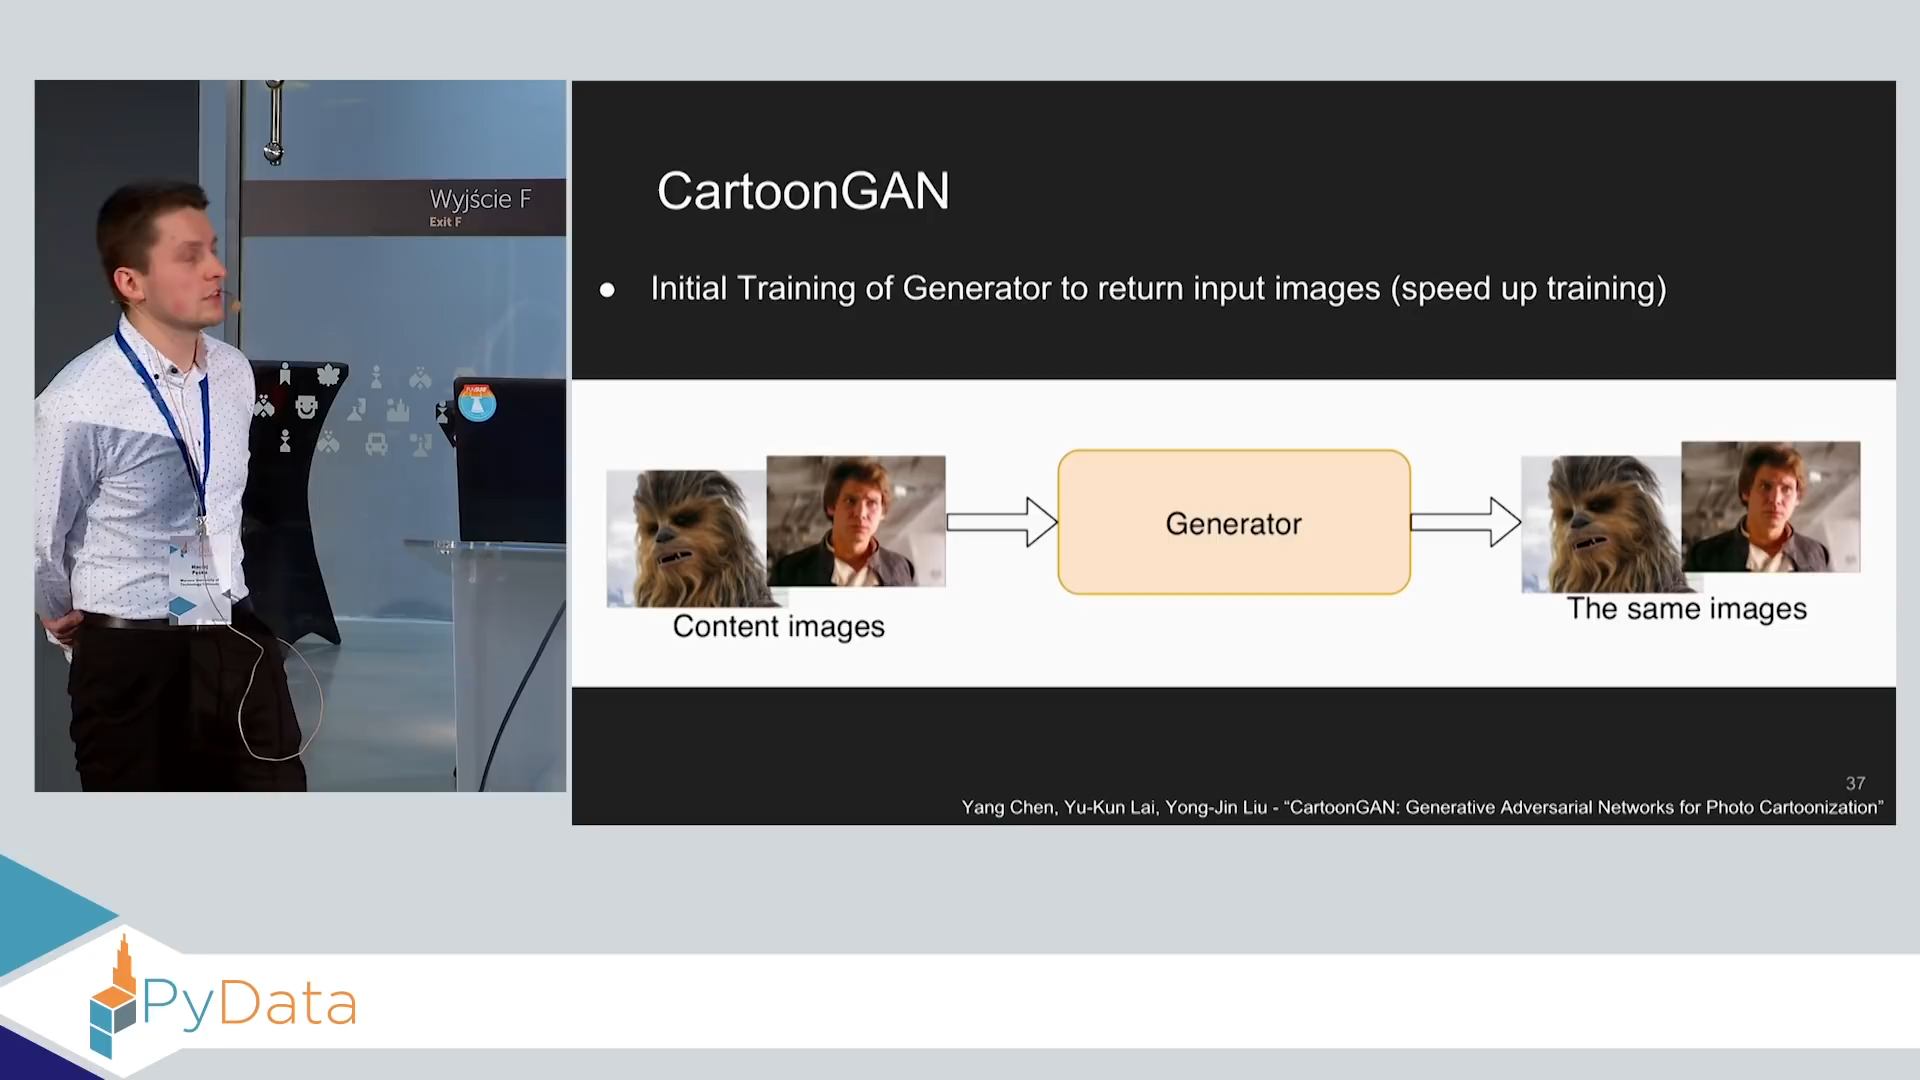 Wyjście F
Exit F
CartoonGAN
● Initial Training of Generator to return input images (speed up training)
Generator
Content images
The same images
37
Yang Chen, Yu-Kun Lai, Yong-Jin Liu - “CartoonGAN: Generative Adversarial Networks for Photo Cartoonization”
PyData